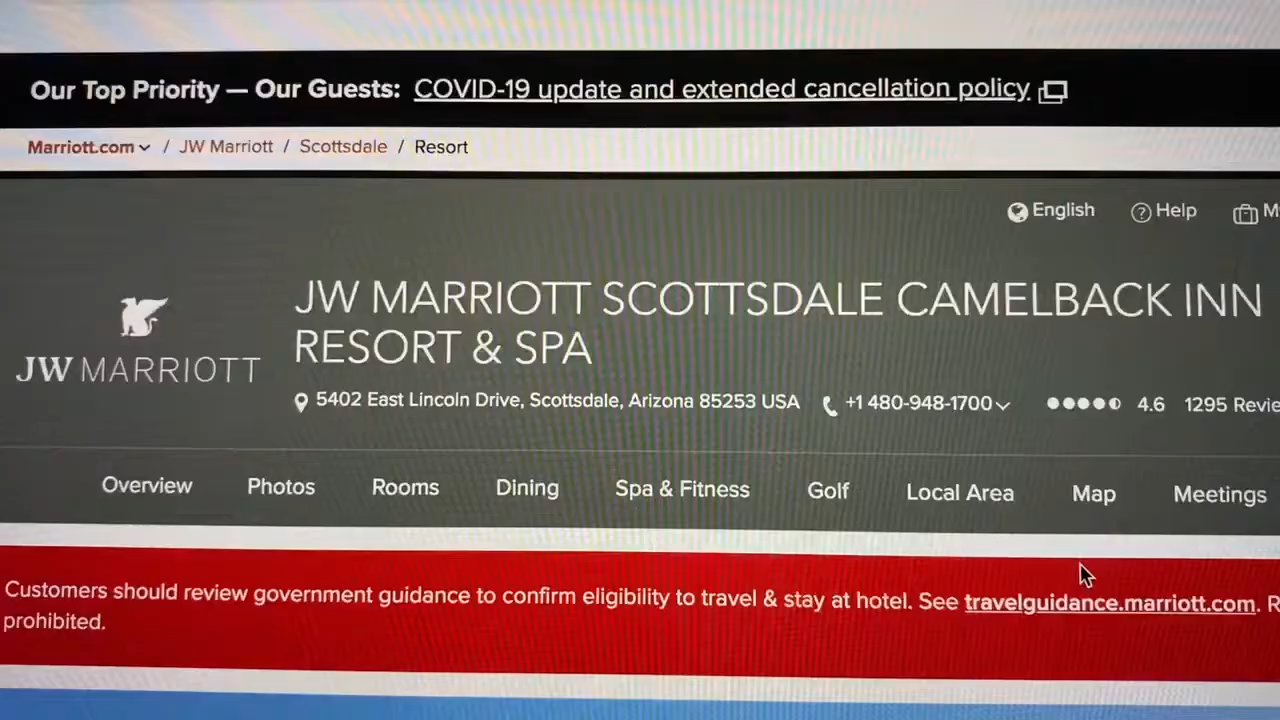 Our Top Priority — Our Guests: COVID-19 update and extended cancellation policy
Marriott.com / JW Marriott / Scottsdale / Resort
English Help
JW MARRIOTT
JW MARRIOTT SCOTTSDALE CAMELBACK INN
RESORT & SPA
5402 East Lincoln Drive, Scottsdale, Arizona 85253 USA +1 480-948-1700 4.6 1295
Overview Photos Rooms Dining Spa & Fitness Golf Local Area Map Meetings
Customers should review government guidance to confirm eligibility to travel & stay at hotel. See travelguidance.marriott.com.
prohibited.